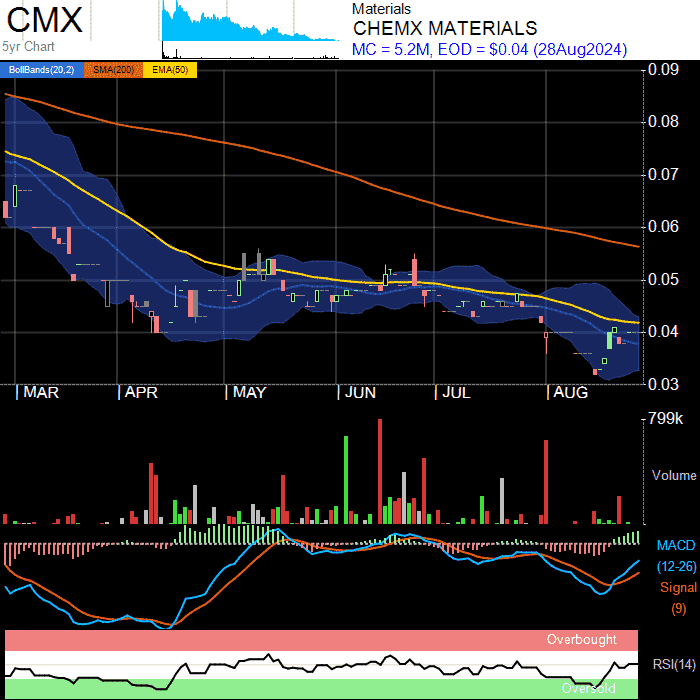 CMX
5yr Chart
Materials
CHEMX MATERIALS
MC = 5.2M, EOD = $0.04 (28Aug2024)
BollBands(20,2) SMA(200) EMA(50)
0.09
0.08
0.07
0.06
0.05
0.04
0.03
| MAR | APR | MAY | JUN | JUL | AUG
799k
Volume
MACD
(12-26)
Signal
(9)
Overbought
RSI(14)
Oversold